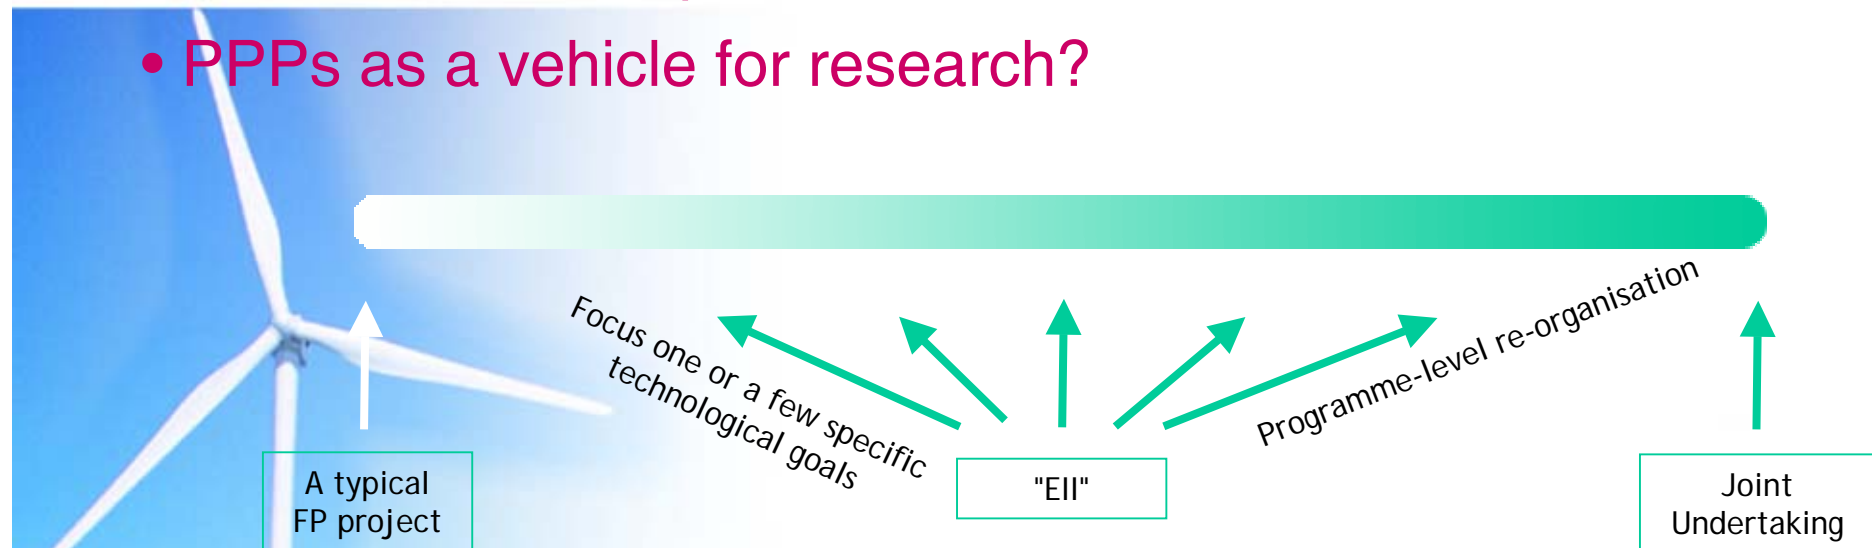 • PPPs as a vehicle for research?
Focus one or a few specific
technological goals
Programme-level re-organisation
A typical
FP project
"EII"
Joint
Undertaking